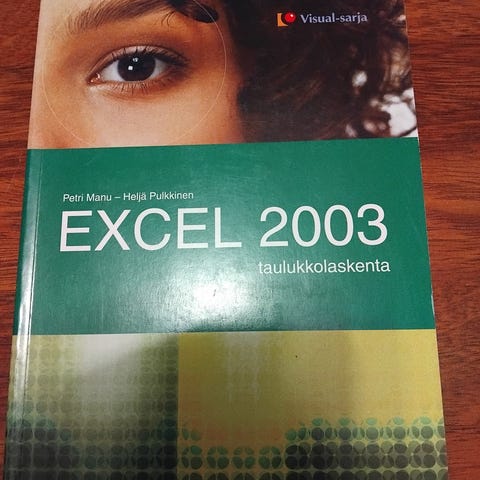 Visual-sarja
Petri Manu – Heljä Pulkkinen
EXCEL 2003
taulukkolaskenta